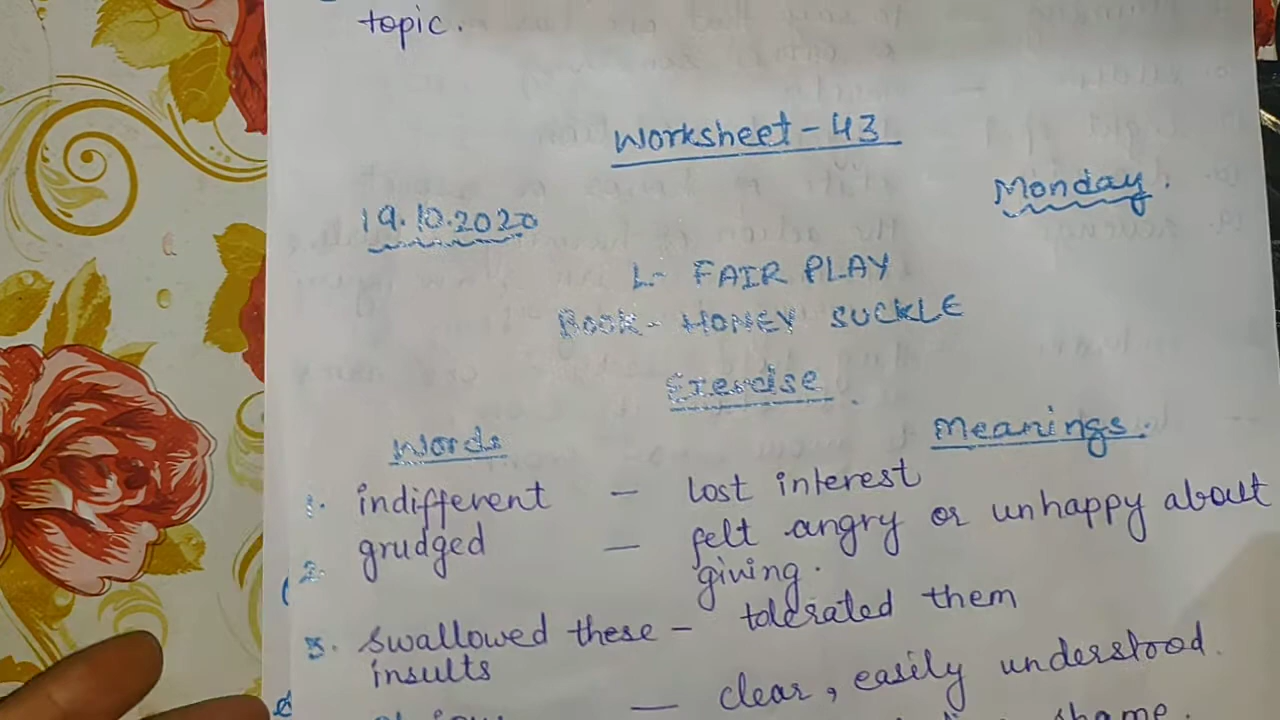 topic.
Worksheet - 43
19.10.2020
Monday.
L- FAIR PLAY
BOOK - HONEY SUCKLE
Exercise
Words
Meanings.
1. indifferent - lost interest
2. grudged - felt angry or unhappy about
giving.
3. swallowed these - tolerated them
insults
— clear, easily understood.
shame.